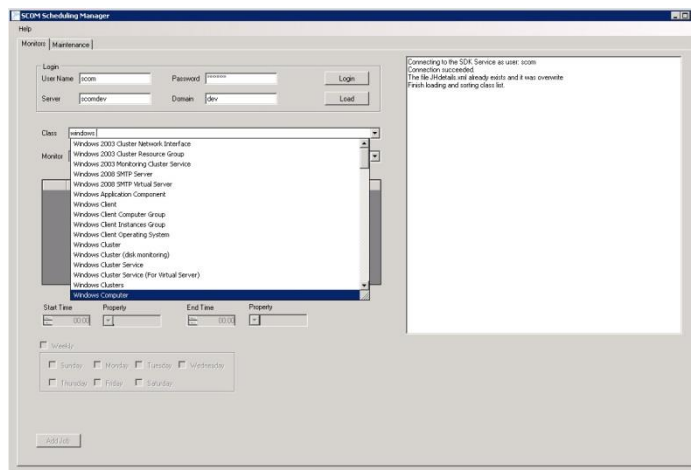 SCOM Scheduling Manager
Help
Monitors Maintenance
Login
User Name scom Password ******* Login
Server scomdev Domain dev Load
Class windows
Monitor
Windows 2003 Cluster Network Interface
Windows 2003 Cluster Resource Group
Windows 2003 Monitoring Cluster Service
Windows 2008 SMTP Server
Windows 2008 SMTP Virtual Server
Windows Application Component
Windows Client
Windows Client Computer Group
Windows Client Instances Group
Windows Client Operating System
Windows Cluster
Windows Cluster (disk monitoring)
Windows Cluster Service
Windows Cluster Service (For Virtual Server)
Windows Clusters
Windows Computer
Start Time Property End Time Property
00:00 00:00
Weekly
Sunday Monday Tuesday Wednesday
Thursday Friday Saturday
Add Job
Connecting to the SDK Service as user: scom
Connection succeeded.
The file JHdetails.xml already exists and it was overwrite
Finish loading and sorting class list.